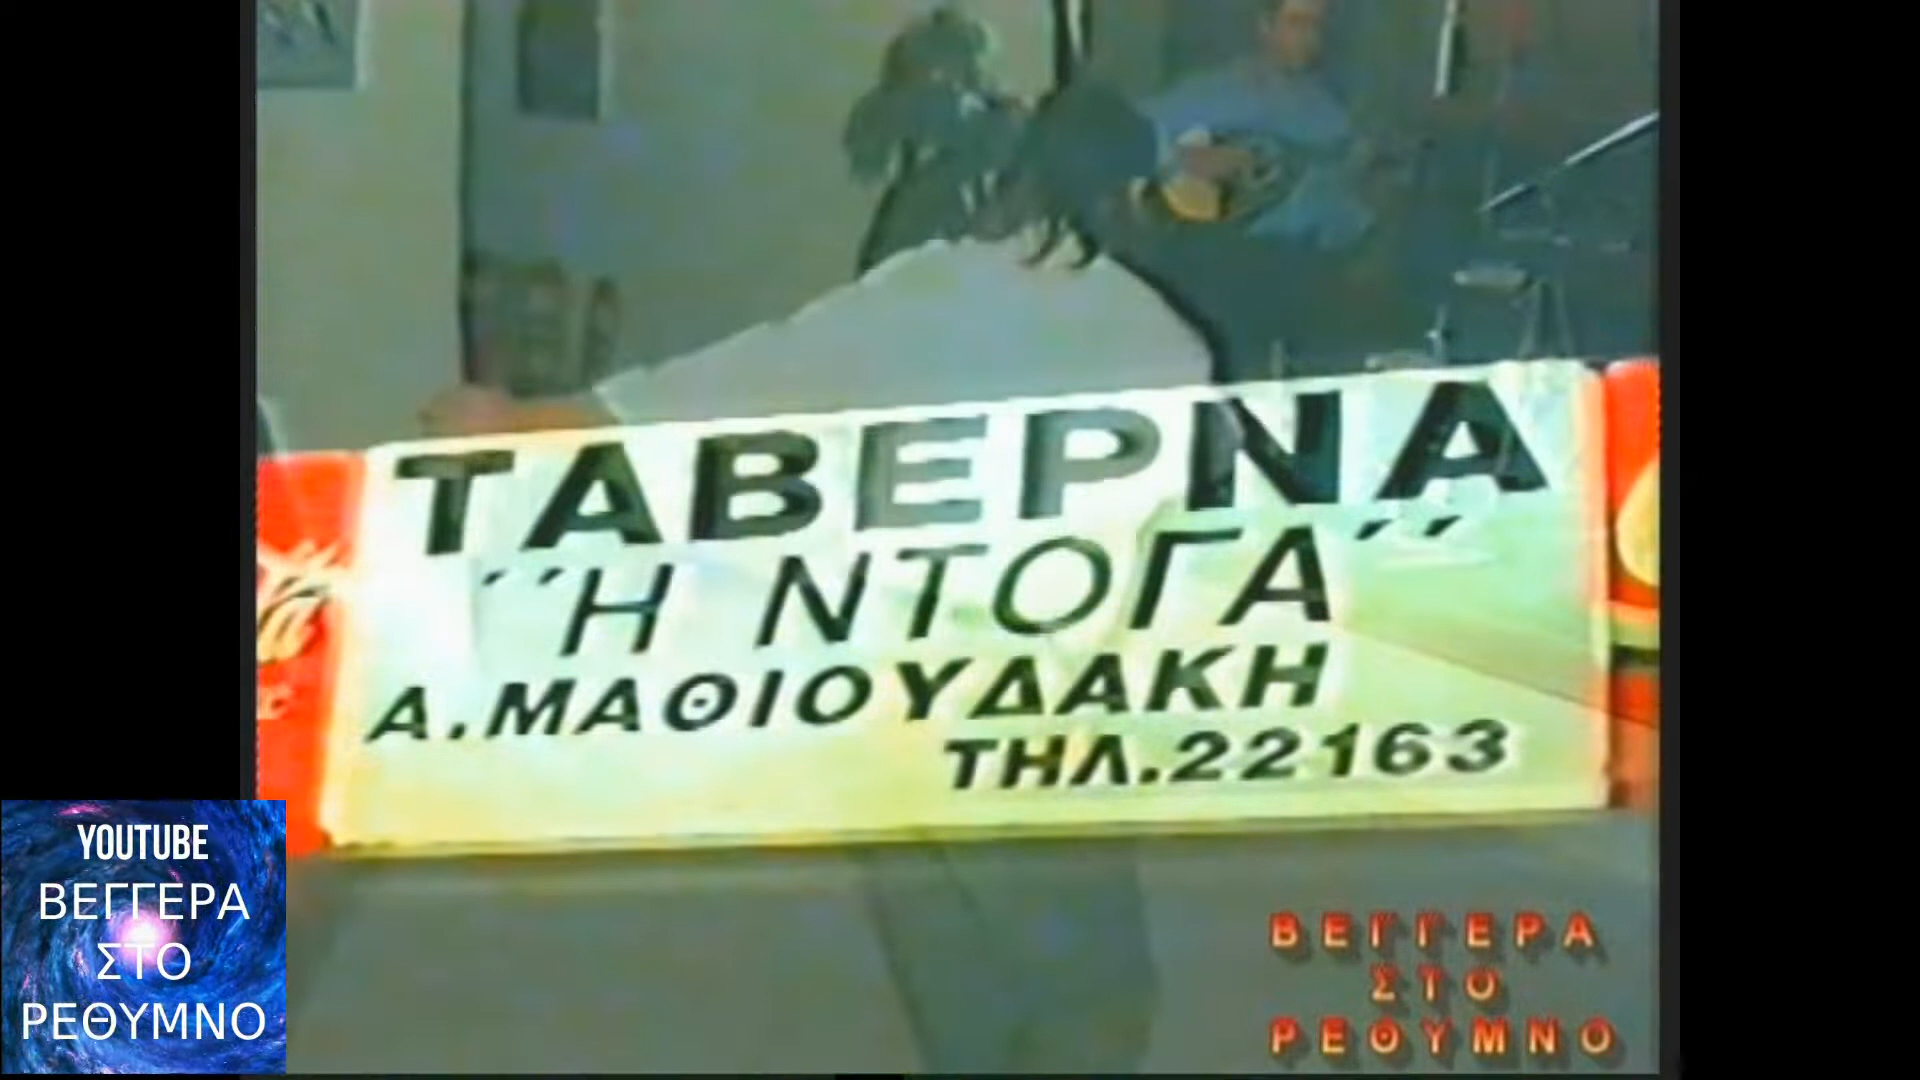 ΤΑΒΕΡΝΑ
΄΄Η ΝΤΟΓΑ΄΄
Α.ΜΑΘΙΟΥΔΑΚΗ
ΤΗΛ.22163
YOUTUBE
ΒΕΓΓΕΡΑ
ΣΤΟ
ΡΕΘΥΜΝΟ
ΒΕΓΓΕΡΑ
ΣΤΟ
ΡΕΘΥΜΝΟ